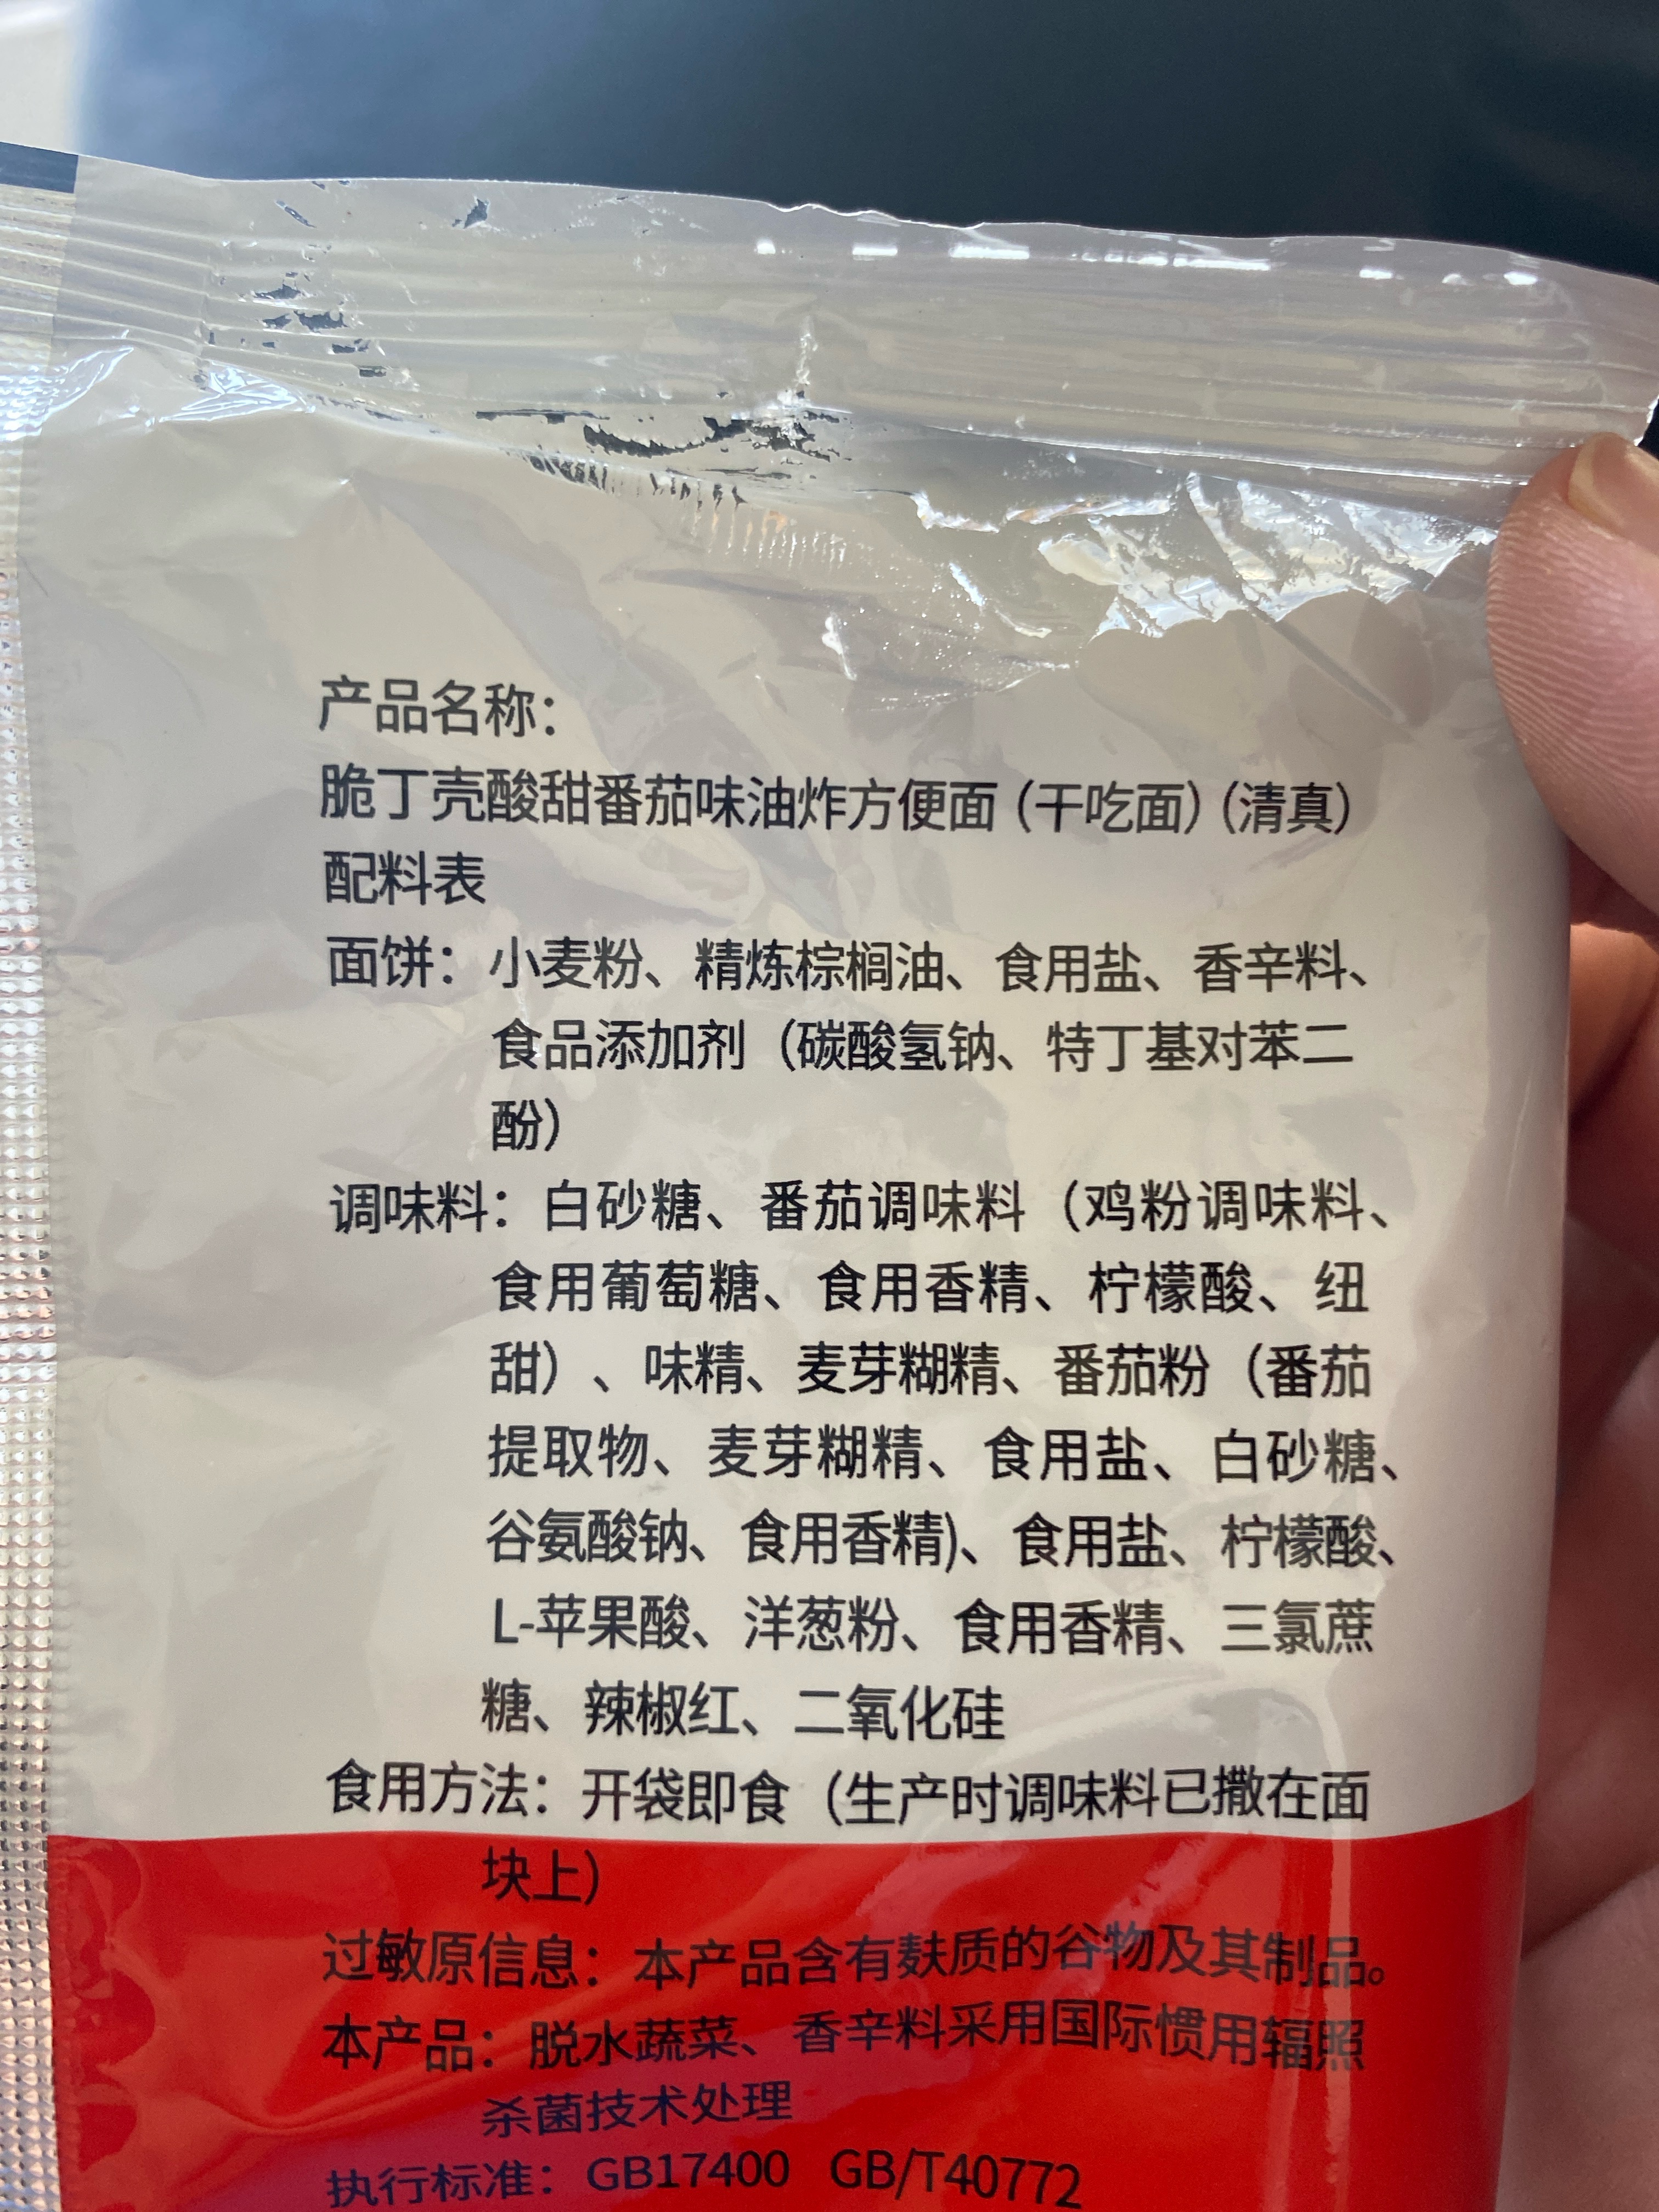 产品名称：
脆丁壳酸甜番茄味油炸方便面（干吃面）（清真）
配料表
面饼：小麦粉、精炼棕榈油、食用盐、香辛料、
食品添加剂（碳酸氢钠、特丁基对苯二
酚）
调味料：白砂糖、番茄调味料（鸡粉调味料、
食用葡萄糖、食用香精、柠檬酸、纽
甜）、味精、麦芽糊精、番茄粉（番茄
提取物、麦芽糊精、食用盐、白砂糖、
谷氨酸钠、食用香精)、食用盐、柠檬酸、
L-苹果酸、洋葱粉、食用香精、三氯蔗
糖、辣椒红、二氧化硅
食用方法：开袋即食（生产时调味料已撒在面
块上）
过敏原信息：本产品含有麸质的谷物及其制品。
本产品：脱水蔬菜、香辛料采用国际惯用辐照
杀菌技术处理
执行标准：GB17400 GB/T40772